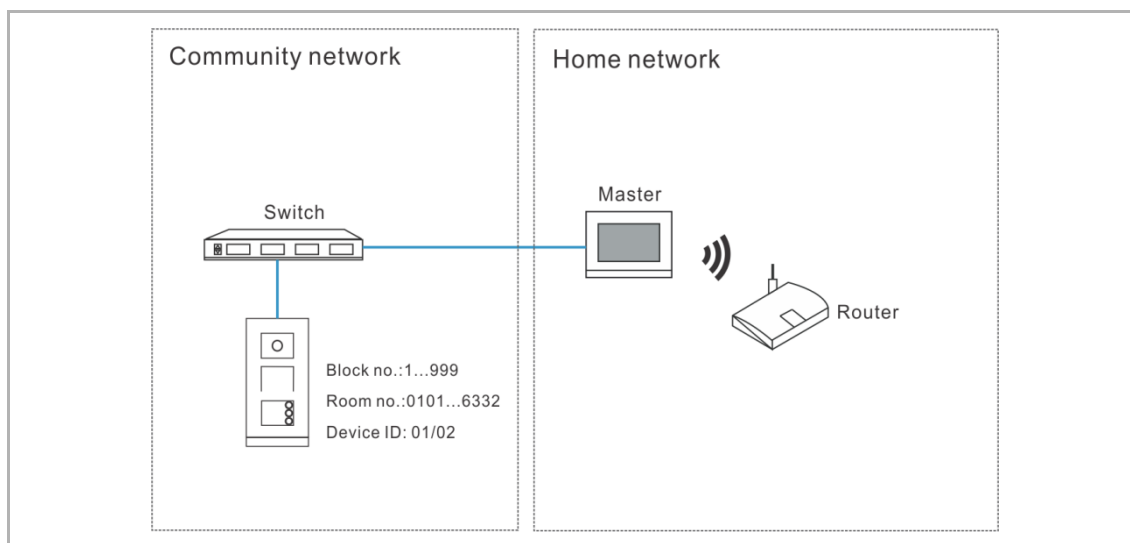 Community network
Home network
Master
Switch
Router
Block no.:1...999
Room no.:0101...6332
Device ID: 01/02